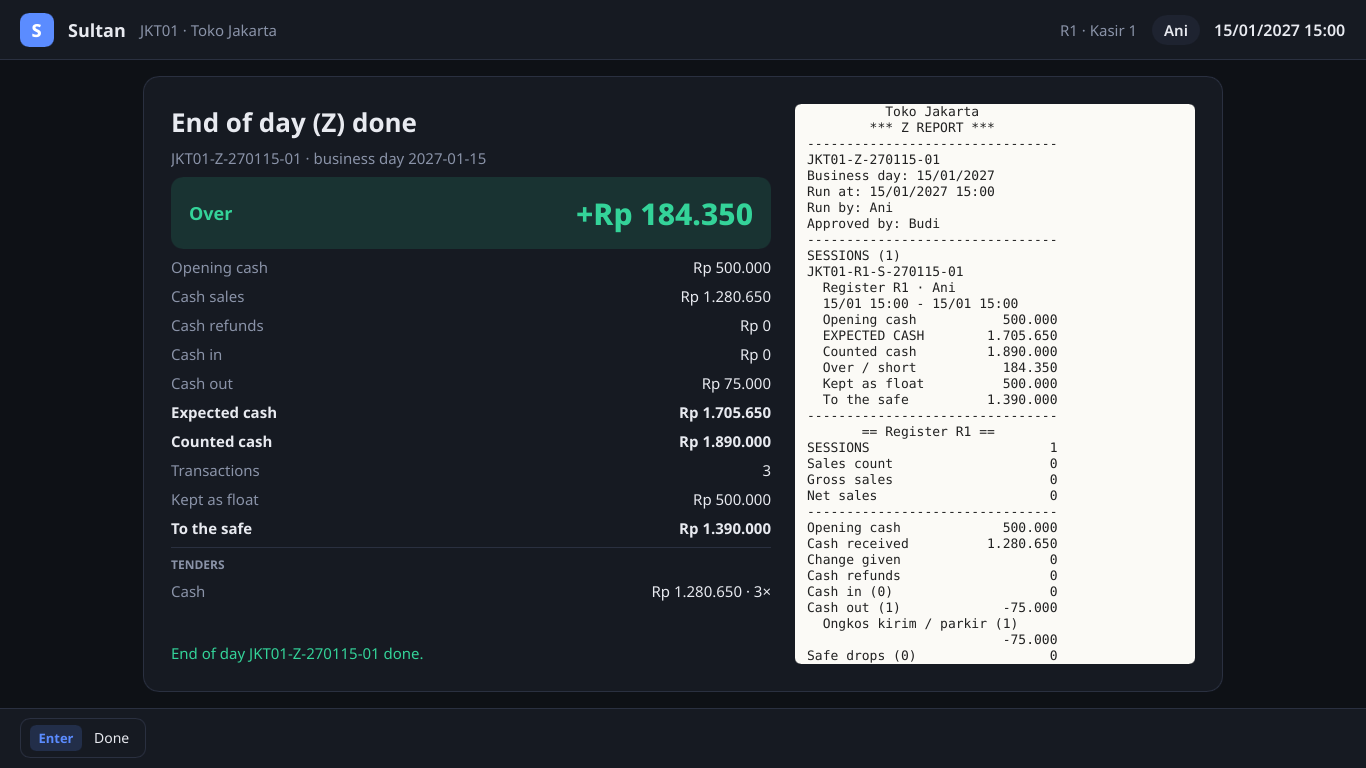 S Sultan JKT01 · Toko Jakarta R1 · Kasir 1 Ani 15/01/2027 15:00
End of day (Z) done
JKT01-Z-270115-01 · business day 2027-01-15
Over +Rp 184.350
Opening cash Rp 500.000
Cash sales Rp 1.280.650
Cash refunds Rp 0
Cash in Rp 0
Cash out Rp 75.000
Expected cash Rp 1.705.650
Counted cash Rp 1.890.000
Transactions 3
Kept as float Rp 500.000
To the safe Rp 1.390.000
TENDERS
Cash Rp 1.280.650 · 3×
End of day JKT01-Z-270115-01 done.
Toko Jakarta
*** Z REPORT ***
--------------------------------
JKT01-Z-270115-01
Business day: 15/01/2027
Run at: 15/01/2027 15:00
Run by: Ani
Approved by: Budi
--------------------------------
SESSIONS (1)
JKT01-R1-S-270115-01
Register R1 · Ani
15/01 15:00 - 15/01 15:00
Opening cash 500.000
EXPECTED CASH 1.705.650
Counted cash 1.890.000
Over / short 184.350
Kept as float 500.000
To the safe 1.390.000
--------------------------------
== Register R1 ==
SESSIONS 1
Sales count 0
Gross sales 0
Net sales 0
--------------------------------
Opening cash 500.000
Cash received 1.280.650
Change given 0
Cash refunds 0
Cash in (0) 0
Cash out (1) -75.000
Ongkos kirim / parkir (1)
-75.000
Safe drops (0) 0
Enter Done